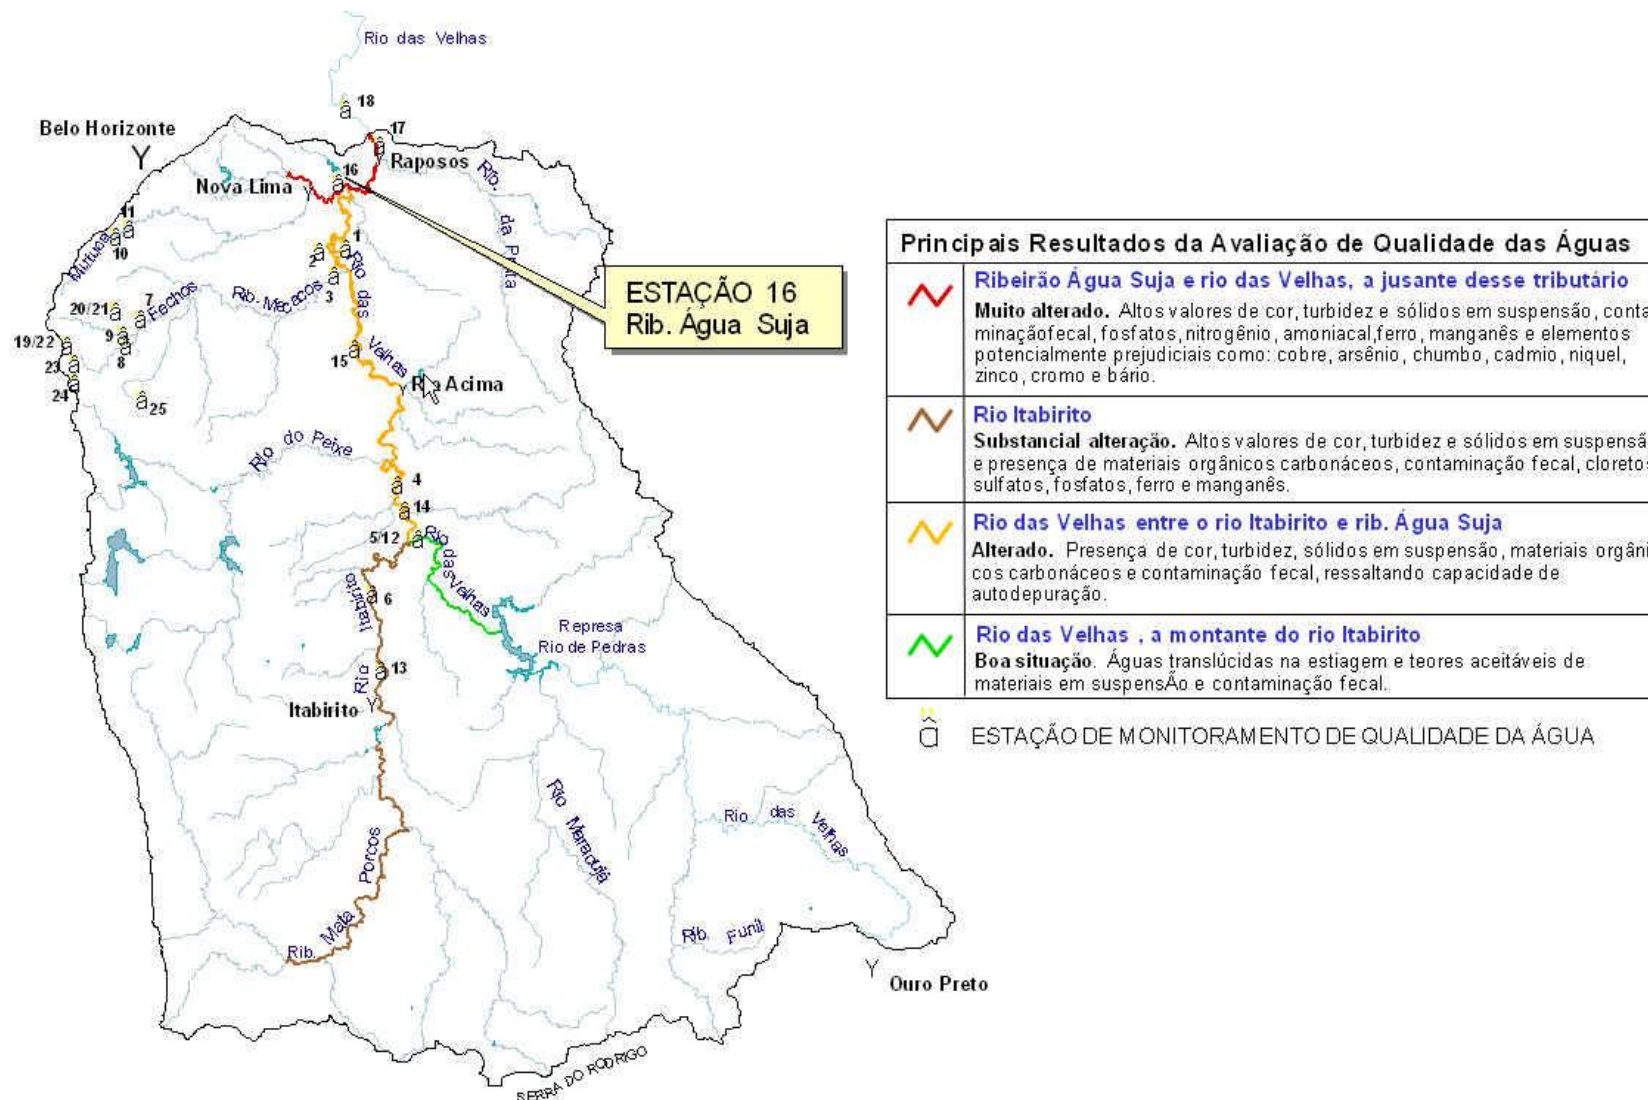 Rio das Velhas
18
17
Belo Horizonte
Raposos
Rib.
da Prata
16
Nova Lima
11
10
Mutuca
1
2
3
Rio
das
Velhas
ESTAÇÃO 16
Rib. Água Suja
20/21
7
Fechos
Rib. Macacos
9
8
19/22
23
24
25
15
Rio Acima
Rio do Peixe
4
14
5/12
Rio
das
Velhas
Itabirito
6
Rio
13
Itabirito
Represa
Rio de Pedras
Rio das Velhas
Rio Maracujá
Porcos
Mata
Rib.
Rib. Funil
Ouro Preto
SERRA DO RODRIGO
Principais Resultados da Avaliação de Qualidade das Águas
Ribeirão Água Suja e rio das Velhas, a jusante desse tributário
Muito alterado. Altos valores de cor, turbidez e sólidos em suspensão, conta
minaçãofecal, fosfatos, nitrogênio, amoniacal,ferro, manganês e elementos
potencialmente prejudiciais como: cobre, arsênio, chumbo, cadmio, niquel,
zinco, cromo e bário.
Rio Itabirito
Substancial alteração. Altos valores de cor, turbidez e sólidos em suspensã
e presença de materiais orgânicos carbonáceos, contaminação fecal, cloretos
sulfatos, fosfatos, ferro e manganês.
Rio das Velhas entre o rio Itabirito e rib. Água Suja
Alterado. Presença de cor, turbidez, sólidos em suspensão, materiais orgâni
cos carbonáceos e contaminação fecal, ressaltando capacidade de
autodepuração.
Rio das Velhas , a montante do rio Itabirito
Boa situação. Águas translúcidas na estiagem e teores aceitáveis de
materiais em suspensÃo e contaminação fecal.
ESTAÇÃO DE MONITORAMENTO DE QUALIDADE DA ÁGUA